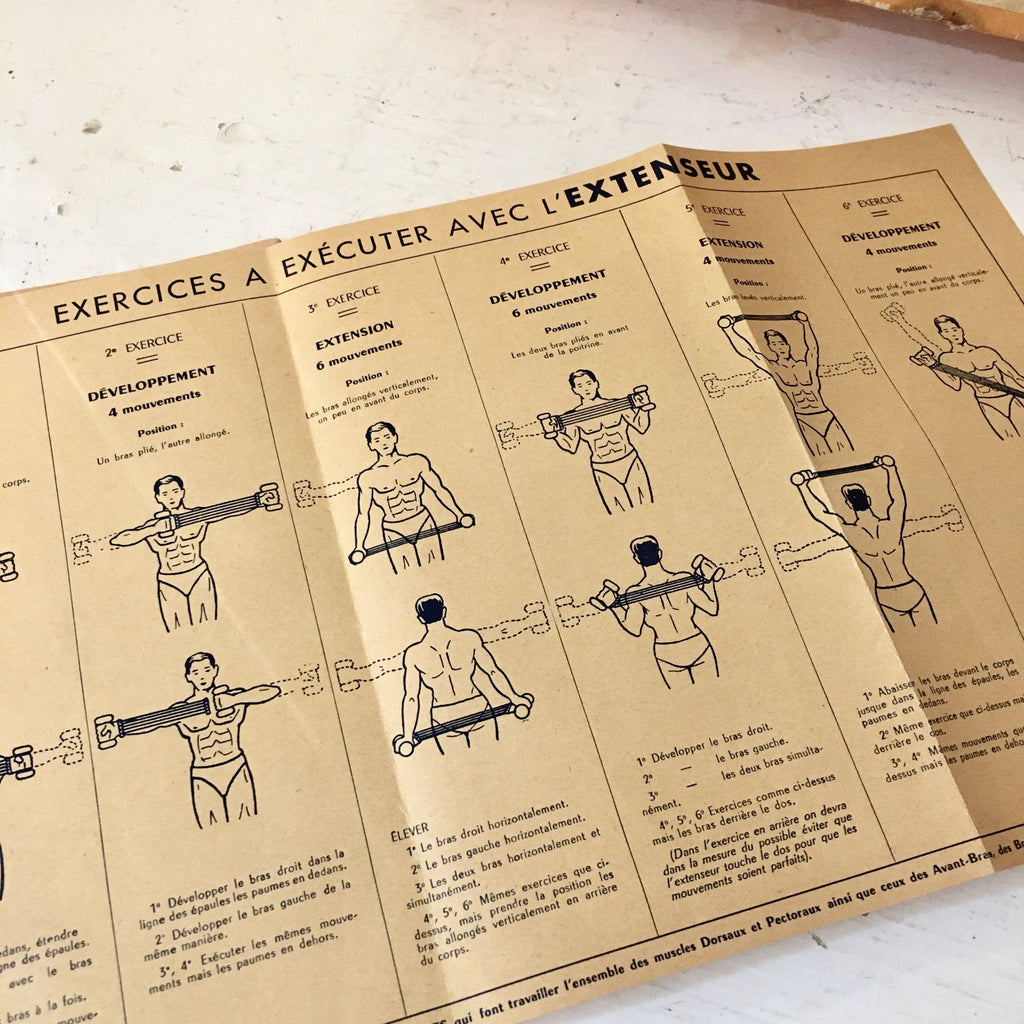 EXERCICES A EXÉCUTER AVEC L'EXTENSEUR
corps.
edans, étendre
gne des épaules.
avec le bras
bras à la fois.
mouve-
2e EXERCICE
DÉVELOPPEMENT
4 mouvements
Position :
Un bras plié, l'autre allongé.
1° Développer le bras droit dans la
ligne des épaules les paumes en dedans.
2° Développer le bras gauche de la
même manière.
3°, 4° Exécuter les mêmes mouve-
ments mais les paumes en dehors.
3e EXERCICE
EXTENSION
6 mouvements
Position :
Les bras allongés verticalement,
un peu en avant du corps.
ÉLEVER
1° Le bras droit horizontalement.
2° Le bras gauche horizontalement.
3° Les deux bras horizontalement et
simultanément.
4°, 5°, 6° Mêmes exercices que ci-
dessus, mais prendre la position les
bras allongés verticalement en arrière
du corps.
4e EXERCICE
DÉVELOPPEMENT
6 mouvements
Position :
Les deux bras pliés en avant
de la poitrine.
1° Développer le bras droit.
2° — le bras gauche.
3° — les deux bras simulta-
nément.
4°, 5°, 6° Exercices comme ci-dessus
mais les bras derrière le dos.
(Dans l'exercice en arrière on devra
dans la mesure du possible éviter que
l'extenseur touche le dos pour que les
mouvements soient parfaits).
5e EXERCICE
EXTENSION
4 mouvements
Position :
Les bras levés verticalement.
1° Abaisser les bras devant le corps
jusque dans la ligne des épaules, les
paumes en dedans.
2° Même exercice que ci-dessus mai
derrière le dos.
3°, 4° Mêmes mouvements que
dessus mais les paumes en dehor
6e EXERCICE
DÉVELOPPEMENT
4 mouvements
Position :
Un bras plié, l'autre allongé verticale-
ment un peu en avant du corps.
qui font travailler l'ensemble des muscles Dorsaux et Pectoraux ainsi que ceux des Avant-Bras, des Br